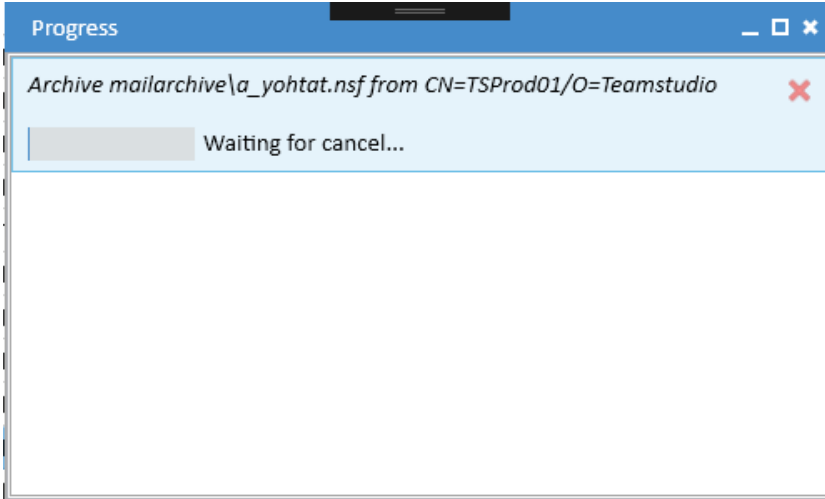 Progress
Archive mailarchive\a_yohtat.nsf from CN=TSProd01/O=Teamstudio
Waiting for cancel...